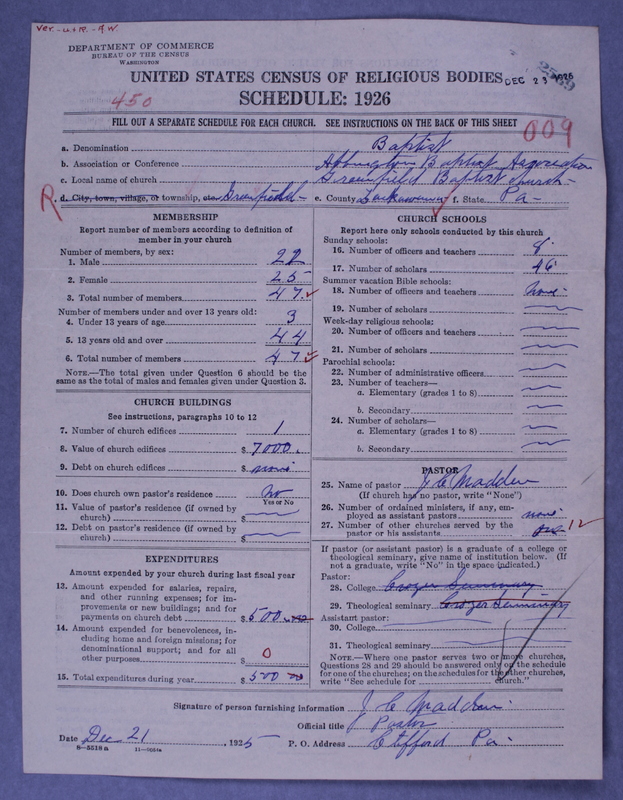 Ver. - u + re. - R.W.
DEPARTMENT OF COMMERCE
BUREAU OF THE CENSUS
WASHINGTON
UNITED STATES CENSUS OF RELIGIOUS BODIES
DEC 23 1926
450
SCHEDULE: 1926
FILL OUT A SEPARATE SCHEDULE FOR EACH CHURCH. SEE INSTRUCTIONS ON THE BACK OF THIS SHEET
009
a. Denomination Baptist
b. Association or Conference Abbington Baptist Association
c. Local name of church Greenfield Baptist Church
R. d. City, town, village, or township, etc. Greenfield e. County Lackawanna f. State Pa
MEMBERSHIP
Report number of members according to definition of
member in your church
Number of members, by sex:
1. Male 22
2. Female 25
3. Total number of members 47
Number of members under and over 13 years old:
4. Under 13 years of age 3
5. 13 years old and over 44
6. Total number of members 47
NOTE.—The total given under Question 6 should be the
same as the total of males and females given under Question 3.
CHURCH BUILDINGS
See instructions, paragraphs 10 to 12
7. Number of church edifices 1
8. Value of church edifices $ 7000.
9. Debt on church edifices $ none
10. Does church own pastor's residence No
Yes or No
11. Value of pastor's residence (if owned by
church) $
12. Debt on pastor's residence (if owned by
church) $
EXPENDITURES
Amount expended by your church during last fiscal year
13. Amount expended for salaries, repairs,
and other running expenses; for im-
provements or new buildings; and for
payments on church debt $ 500.
14. Amount expended for benevolences, in-
cluding home and foreign missions; for
denominational support; and for all
other purposes $ 0
15. Total expenditures during year $ 500
CHURCH SCHOOLS
Report here only schools conducted by this church
Sunday schools:
16. Number of officers and teachers 8
17. Number of scholars 46
Summer vacation Bible schools:
18. Number of officers and teachers none
19. Number of scholars
Week-day religious schools:
20. Number of officers and teachers
21. Number of scholars
Parochial schools:
22. Number of administrative officers
23. Number of teachers—
a. Elementary (grades 1 to 8)
b. Secondary
24. Number of scholars—
a. Elementary (grades 1 to 8)
b. Secondary
PASTOR
25. Name of pastor J C Madden
(If church has no pastor, write "None")
26. Number of ordained ministers, if any, em-
ployed as assistant pastors none
27. Number of other churches served by the
pastor or his assistants one 12
If pastor (or assistant pastor) is a graduate of a college or
theological seminary, give name of institution below. (If
not a graduate, write "No" in the space indicated.)
Pastor:
28. College Crozer Seminary
29. Theological seminary Crozer Seminary
Assistant pastor:
30. College
31. Theological seminary
NOTE.—Where one pastor serves two or more churches,
Questions 28 and 29 should be answered only on the schedule
for one of the churches; on the schedules for the other churches,
write "See schedule for church."
Signature of person furnishing information J C Madden
Official title Pastor
Date Dec 21, 1925 P. O. Address Clifford Pa.
8—5518 a 11—9054a